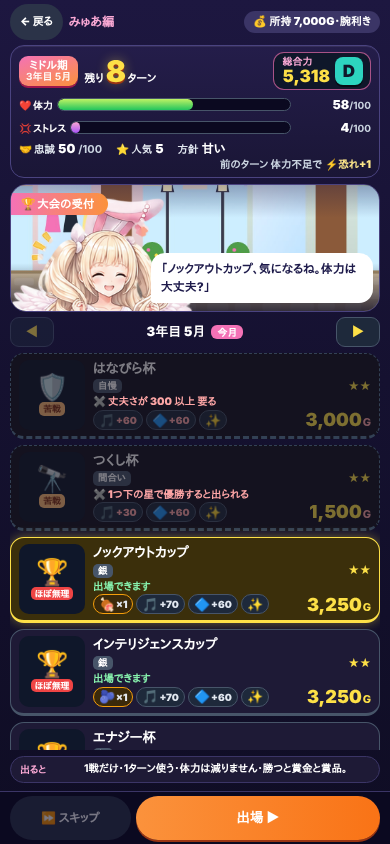 ← 戻る みゅあ編 💰 所持 7,000G・腕利き
ミドル期
3年目 5月
残り8ターン
総合力
5,318 D
❤️ 体力 58/100
💢 ストレス 4/100
🤝 忠誠 50 /100 ⭐ 人気 5 方針 甘い
前のターン 体力不足で ⚡恐れ+1
🏆 大会の受付
「ノックアウトカップ、気になるね。体力は
大丈夫?」
◀ 3年目 5月 今月 ▶
はなびら杯
自慢 ★★
✖ 丈夫さが 300 以上 要る
苦戦
🎵+60 🔷+60 ✨ 3,000G
つくし杯
間合い ★★
✖ 1つ下の星で優勝すると出られる
苦戦
🎵+30 🔷+60 ✨ 1,500G
ノックアウトカップ
銀 ★★
出場できます
ほぼ無理
🍖×1 🎵+70 🔷+60 ✨ 3,250G
インテリジェンスカップ
銀 ★★
出場できます
ほぼ無理
🫐×1 🎵+70 🔷+60 ✨ 3,250G
エナジー杯
出ると 1戦だけ・1ターン使う・体力は減りません・勝つと賞金と賞品。
⏩ スキップ 出場 ▶